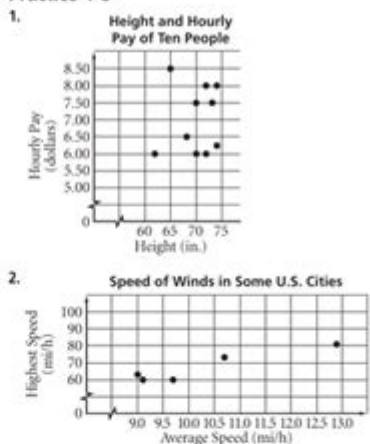 1.
Height and Hourly
Pay of Ten People
Hourly Pay
(dollars)
8.50
8.00
7.50
7.00
6.50
6.00
5.50
5.00
0
60 65 70 75
Height (in.)
2.
Speed of Winds in Some U.S. Cities
Highest Speed
(mi/h)
100
90
80
70
60
0
9.0 9.5 10.0 10.5 11.0 11.5 12.0 12.5 13.0
Average Speed (mi/h)